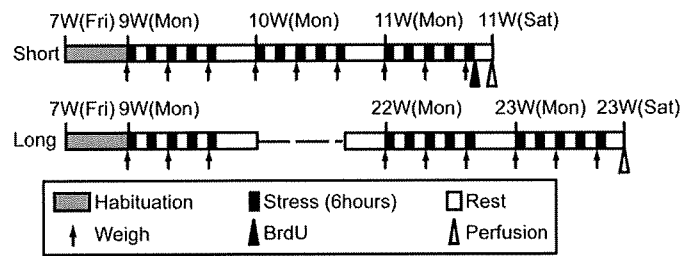 7W(Fri) 9W(Mon) 10W(Mon) 11W(Mon) 11W(Sat)
Short
7W(Fri) 9W(Mon) 22W(Mon) 23W(Mon) 23W(Sat)
Long
Habituation Stress (6hours) Rest
Weigh BrdU Perfusion